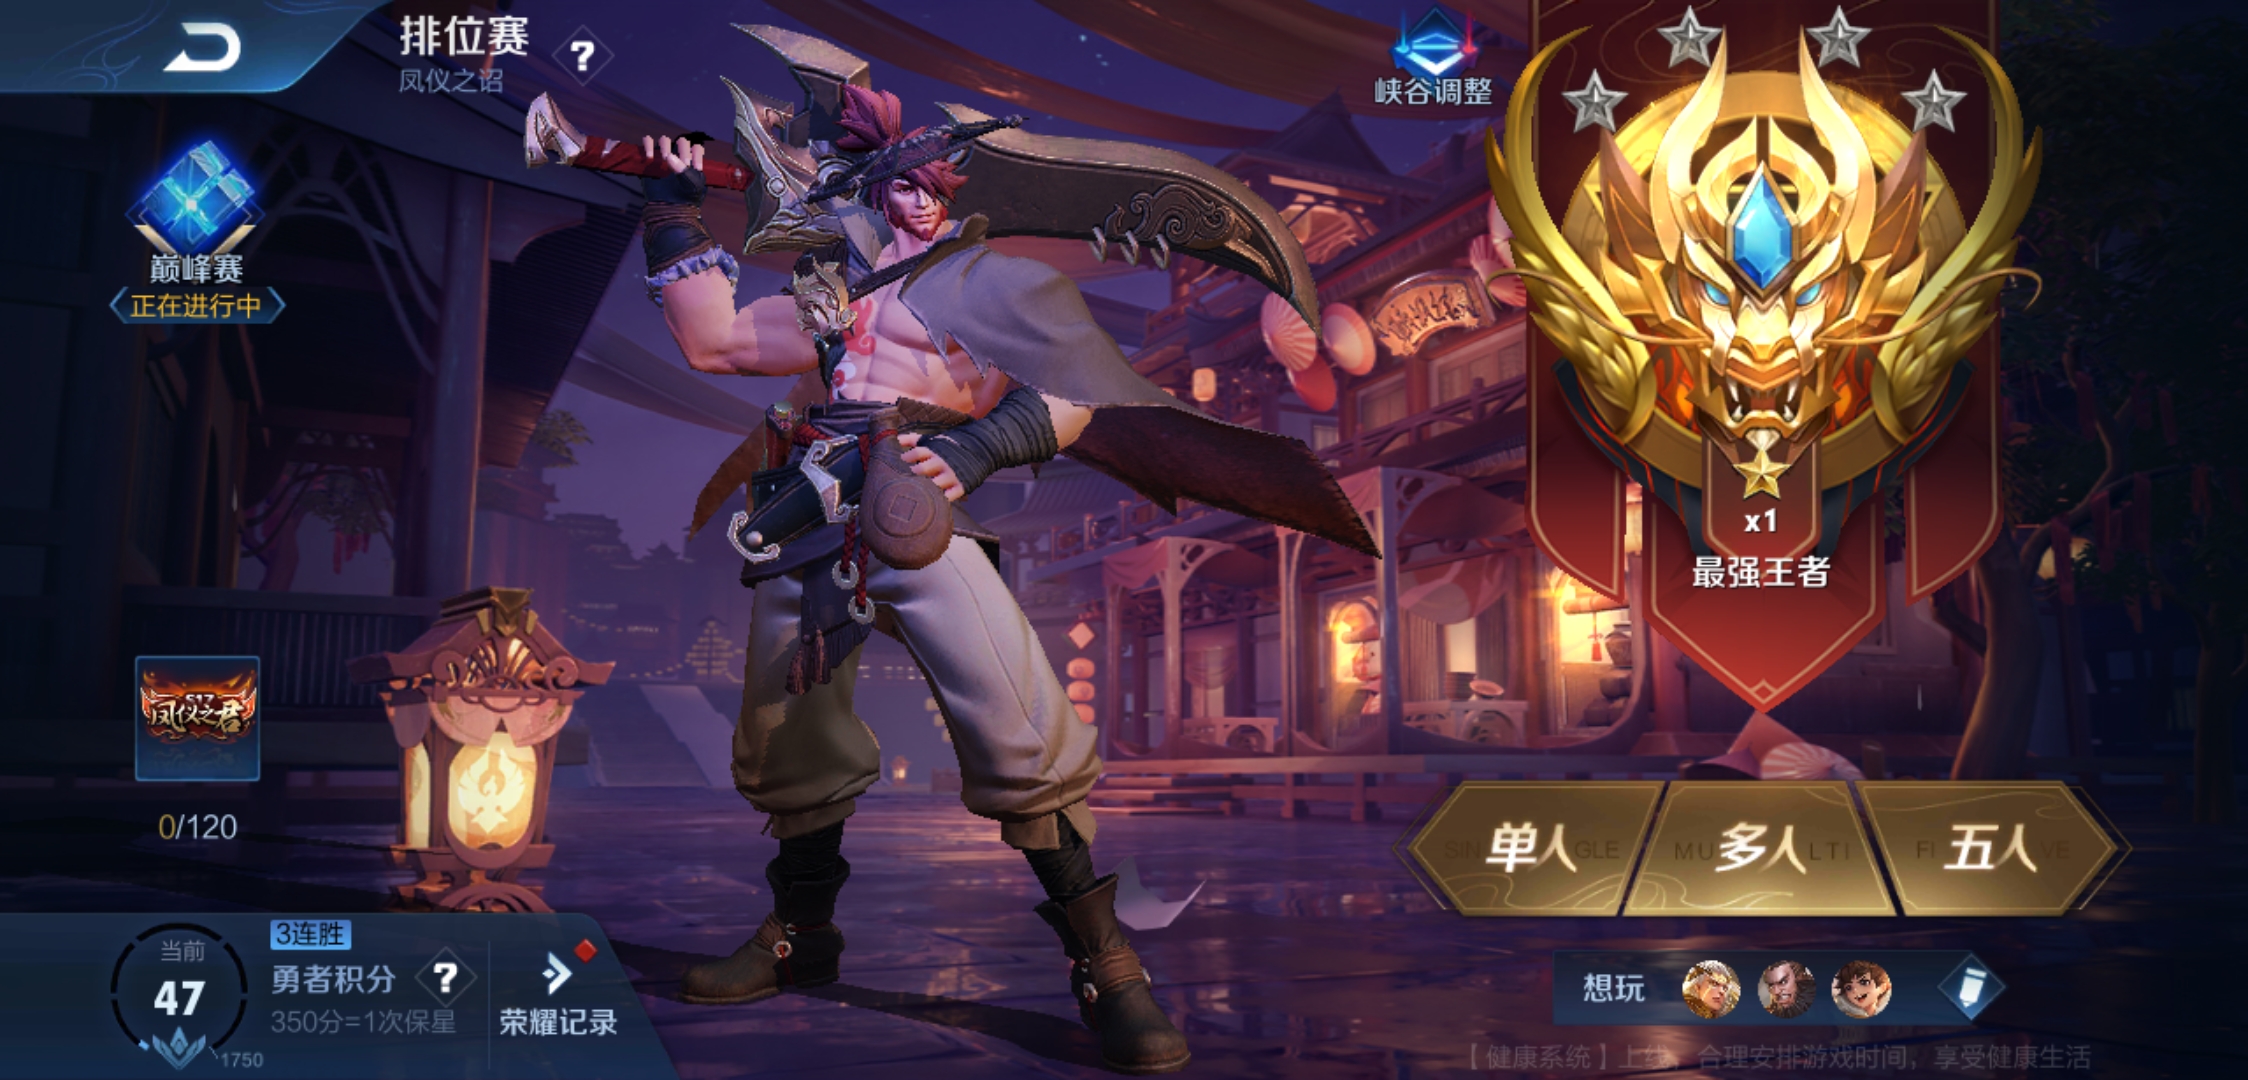 排位赛
凤仪之诏
?
峡谷调整
巅峰赛
正在进行中
x1
最强王者
S17
凤仪之君
0/120
SINGLE 单人
MULTI 多人
FIVE 五人
3连胜
当前
47
勇者积分
?
350分=1次保星
1750
荣耀记录
想玩
【健康系统】上线，合理安排游戏时间，享受健康生活